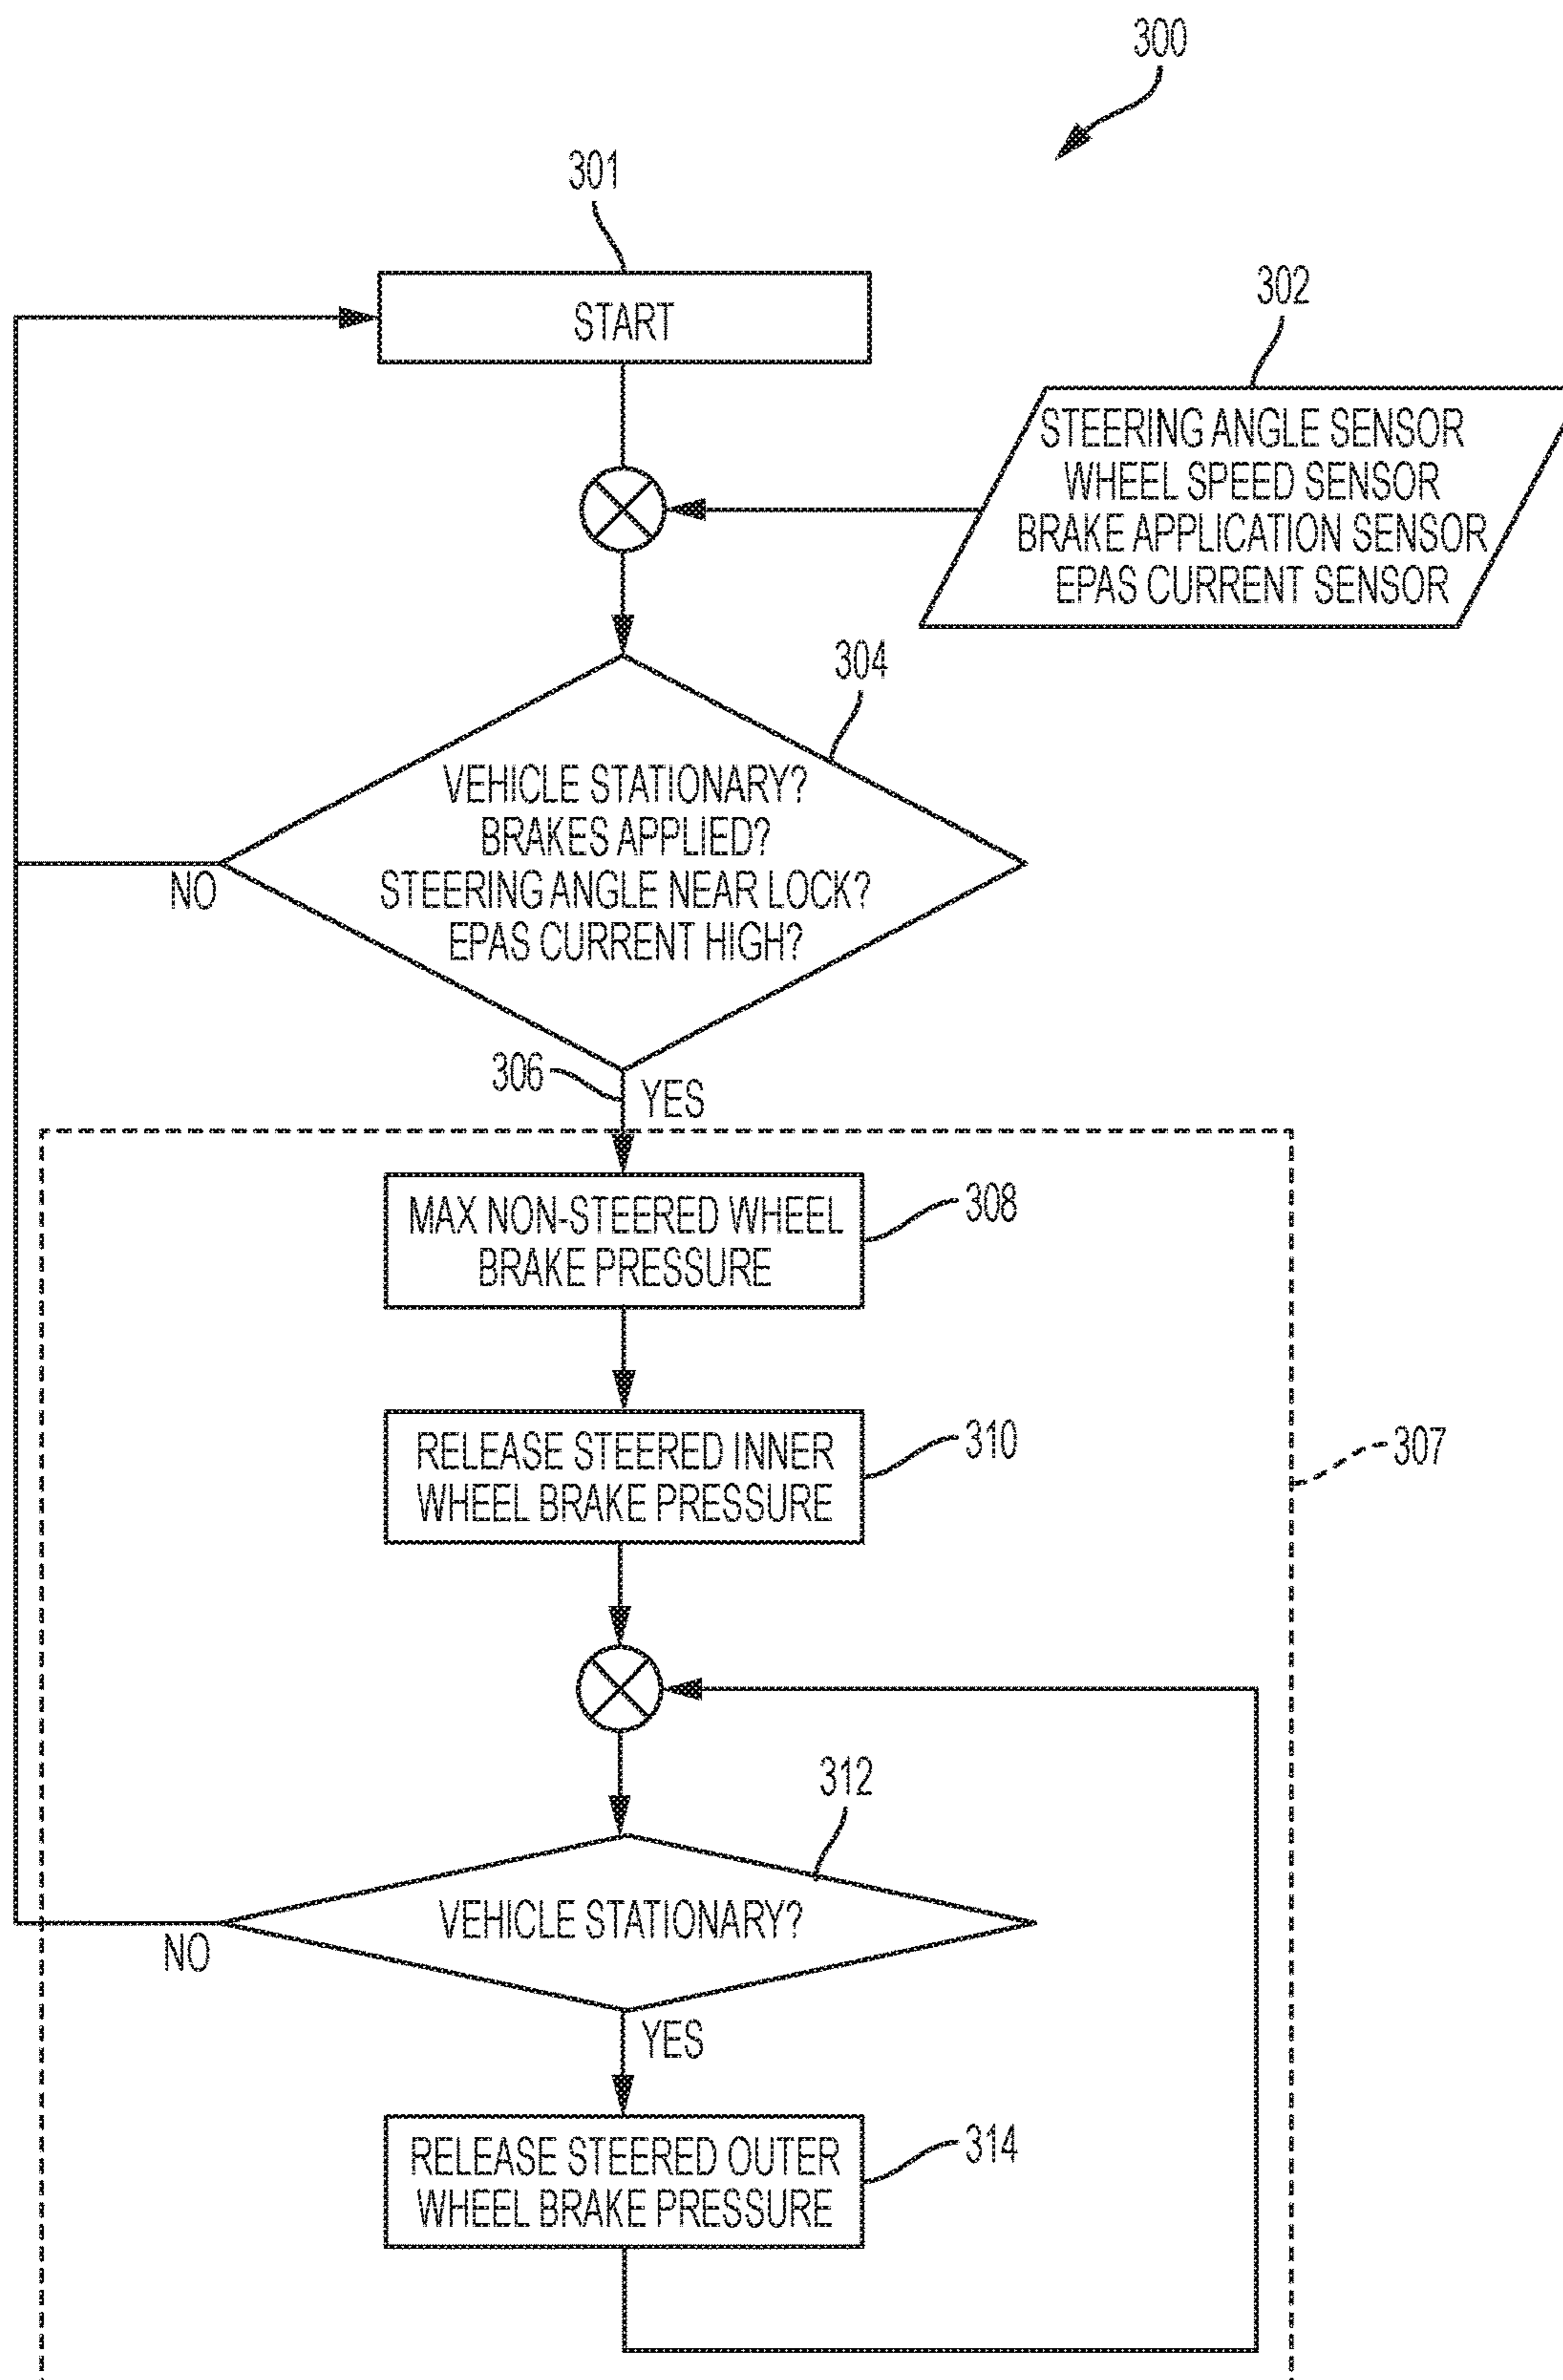 300
301
START
302
STEERING ANGLE SENSOR
WHEEL SPEED SENSOR
BRAKE APPLICATION SENSOR
EPAS CURRENT SENSOR
304
VEHICLE STATIONARY?
BRAKES APPLIED?
STEERING ANGLE NEAR LOCK?
EPAS CURRENT HIGH?
NO
306
YES
MAX NON-STEERED WHEEL
BRAKE PRESSURE
308
RELEASE STEERED INNER
WHEEL BRAKE PRESSURE
310
307
312
VEHICLE STATIONARY?
NO
YES
RELEASE STEERED OUTER
WHEEL BRAKE PRESSURE
314